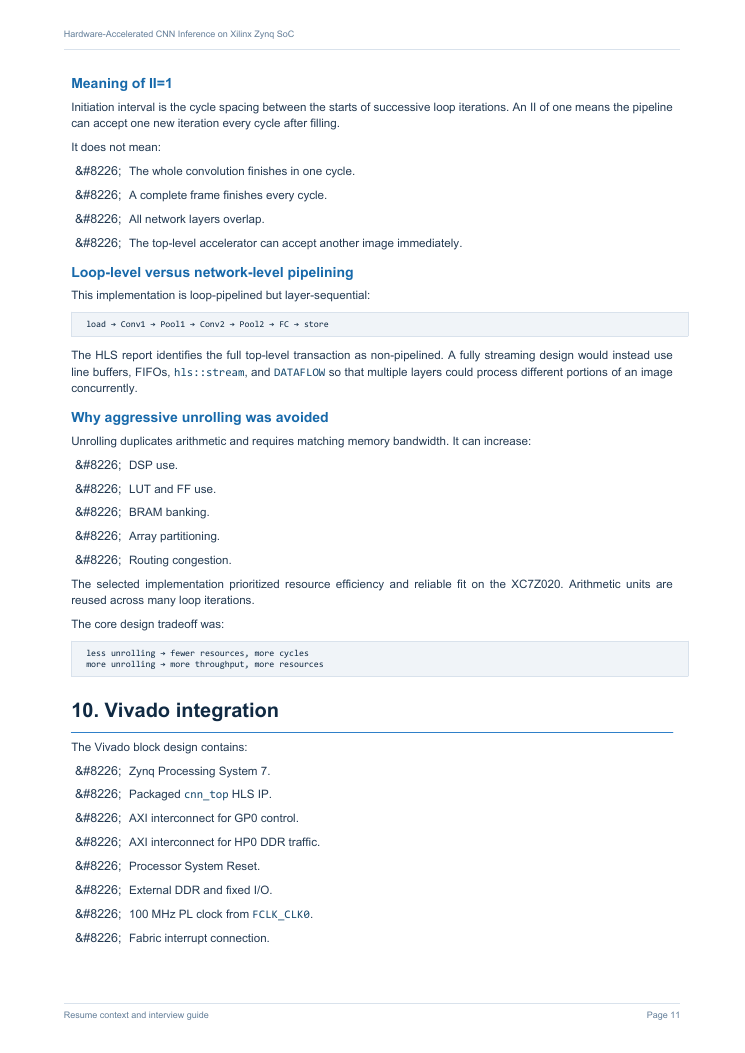 Hardware-Accelerated CNN Inference on Xilinx Zynq SoC
Meaning of II=1
Initiation interval is the cycle spacing between the starts of successive loop iterations. An II of one means the pipeline
can accept one new iteration every cycle after filling.
It does not mean:
&#8226; The whole convolution finishes in one cycle.
&#8226; A complete frame finishes every cycle.
&#8226; All network layers overlap.
&#8226; The top-level accelerator can accept another image immediately.
Loop-level versus network-level pipelining
This implementation is loop-pipelined but layer-sequential:
load → Conv1 → Pool1 → Conv2 → Pool2 → FC → store
The HLS report identifies the full top-level transaction as non-pipelined. A fully streaming design would instead use
line buffers, FIFOs, hls::stream, and DATAFLOW so that multiple layers could process different portions of an image
concurrently.
Why aggressive unrolling was avoided
Unrolling duplicates arithmetic and requires matching memory bandwidth. It can increase:
&#8226; DSP use.
&#8226; LUT and FF use.
&#8226; BRAM banking.
&#8226; Array partitioning.
&#8226; Routing congestion.
The selected implementation prioritized resource efficiency and reliable fit on the XC7Z020. Arithmetic units are
reused across many loop iterations.
The core design tradeoff was:
less unrolling → fewer resources, more cycles
more unrolling → more throughput, more resources
10. Vivado integration
The Vivado block design contains:
&#8226; Zynq Processing System 7.
&#8226; Packaged cnn_top HLS IP.
&#8226; AXI interconnect for GP0 control.
&#8226; AXI interconnect for HP0 DDR traffic.
&#8226; Processor System Reset.
&#8226; External DDR and fixed I/O.
&#8226; 100 MHz PL clock from FCLK_CLK0.
&#8226; Fabric interrupt connection.
Resume context and interview guide
Page 11